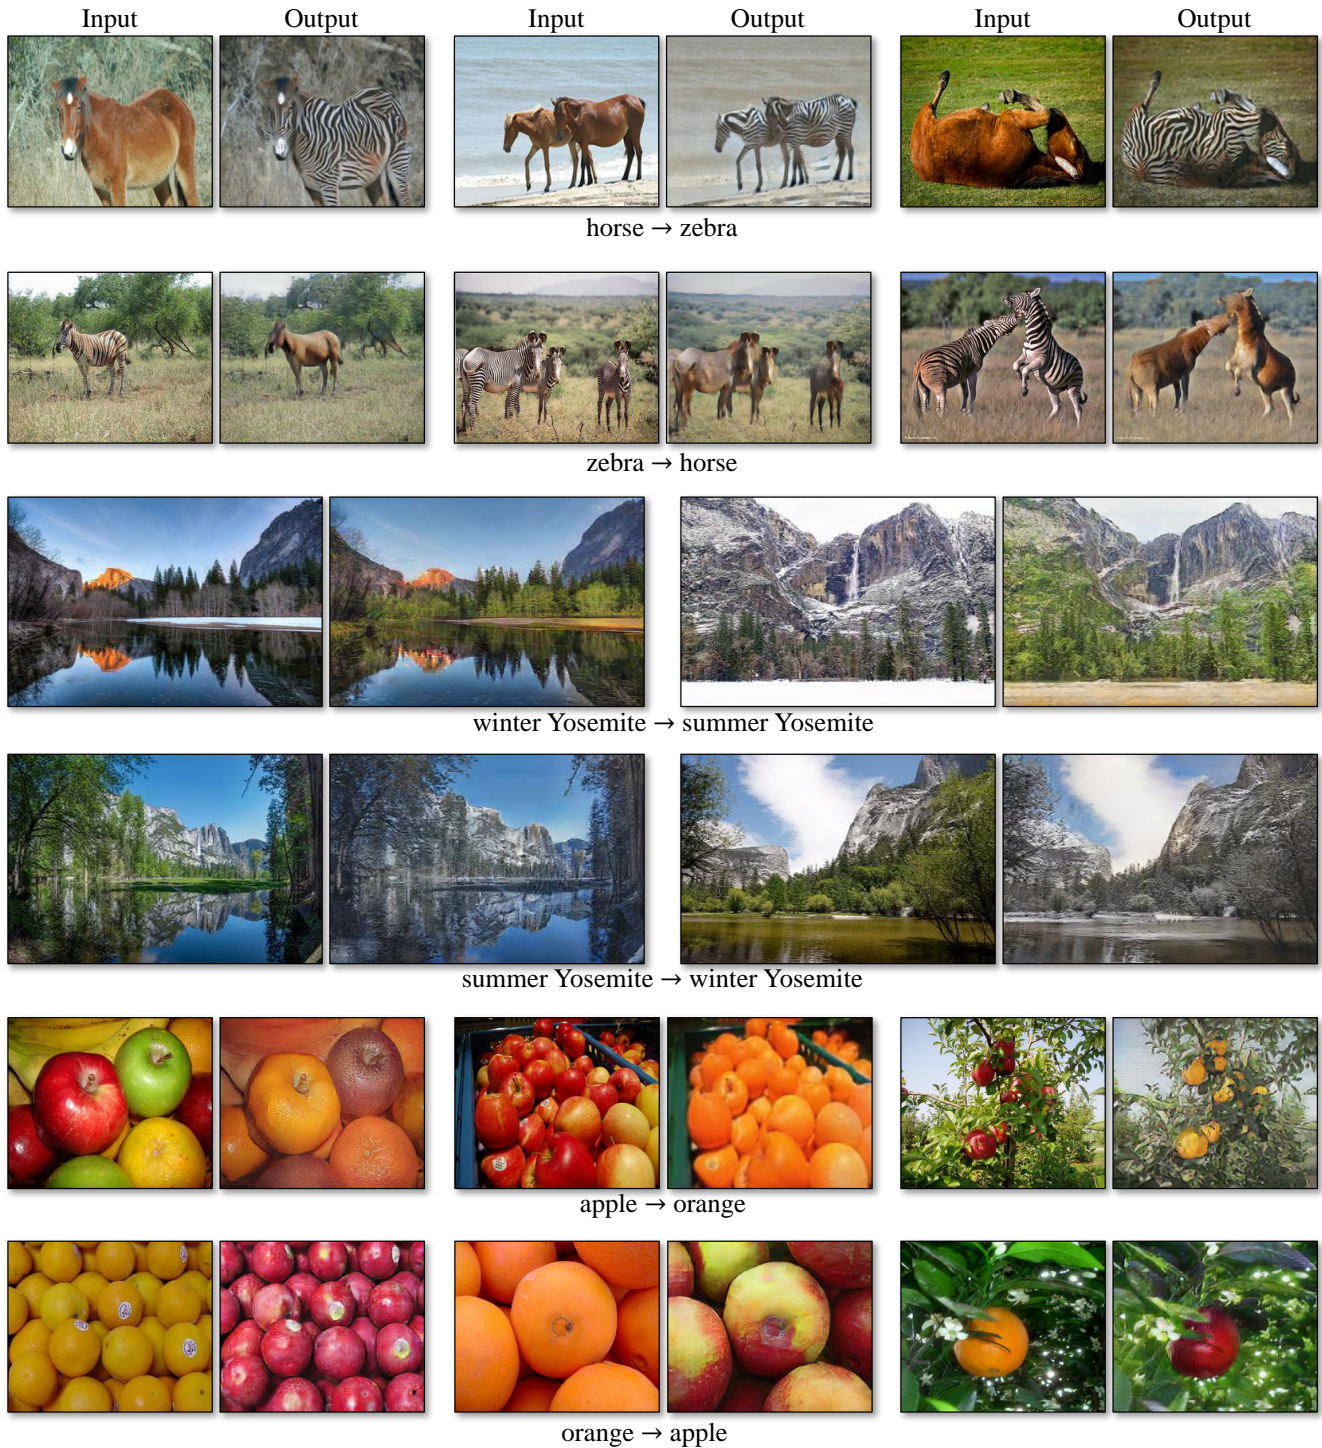 Input Output Input Output Input Output
horse → zebra
zebra → horse
winter Yosemite → summer Yosemite
summer Yosemite → winter Yosemite
apple → orange
orange → apple